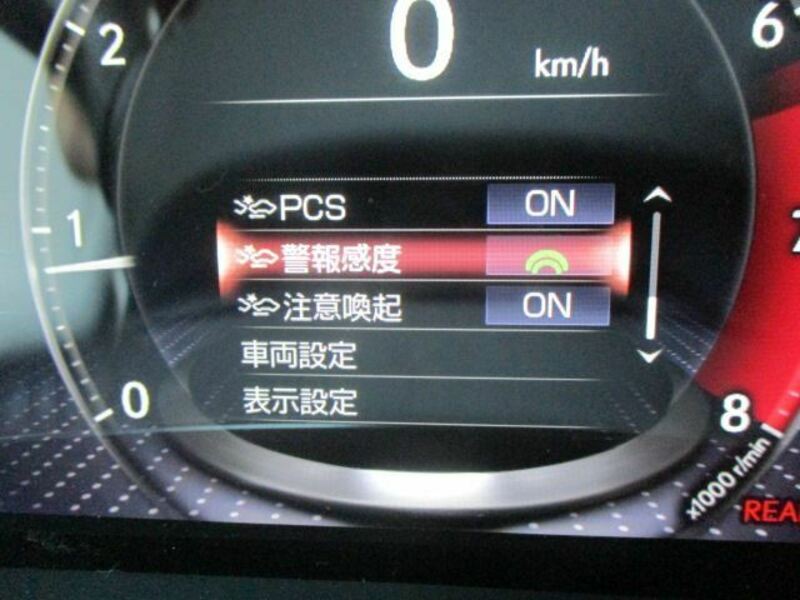 0
km/h
2
6
PCS ON
1
警報感度
注意喚起 ON
車両設定
0
表示設定
8
x1000 r/min